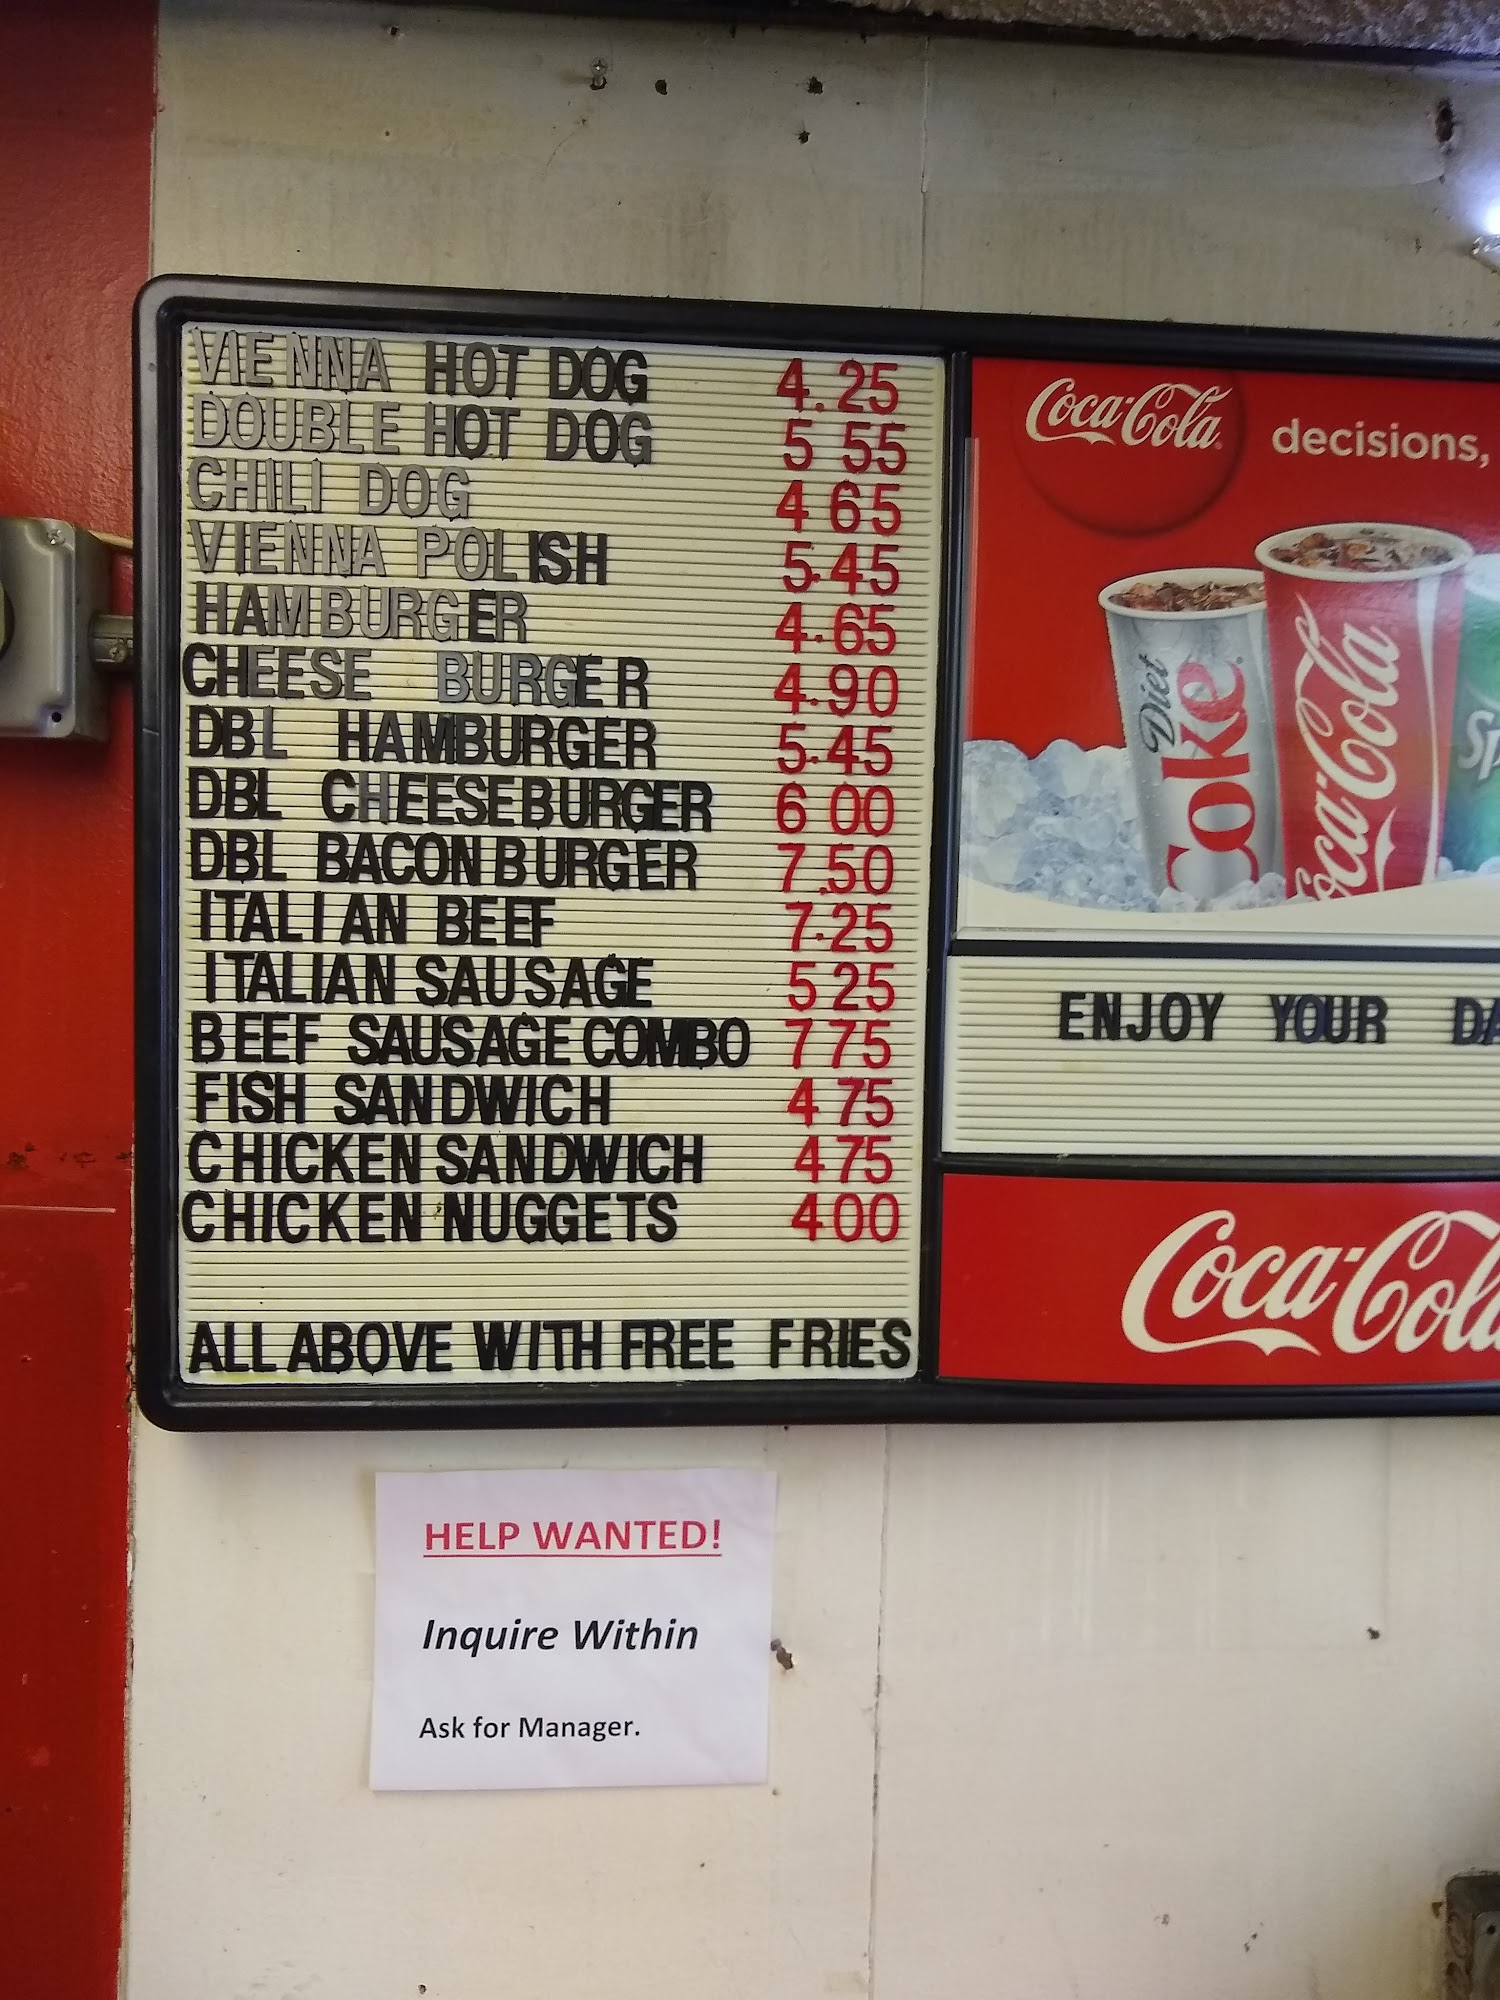 VIENNA HOT DOG 4.25
DOUBLE HOT DOG 5 55
CHILI DOG 4 65
VIENNA POLISH 5.45
HAMBURGER 4.65
CHEESE BURGER 4.90
DBL HAMBURGER 5.45
DBL CHEESEBURGER 6 00
DBL BACON BURGER 7.50
ITALIAN BEEF 7.25
ITALIAN SAUSAGE 5 25
BEEF SAUSAGE COMBO 7 75
FISH SANDWICH 4 75
CHICKEN SANDWICH 4 75
CHICKEN NUGGETS 4 00
ALL ABOVE WITH FREE FRIES
Coca-Cola
decisions,
Diet Coke
Coca-Cola
ENJOY YOUR
Coca-Cola
HELP WANTED!
Inquire Within
Ask for Manager.